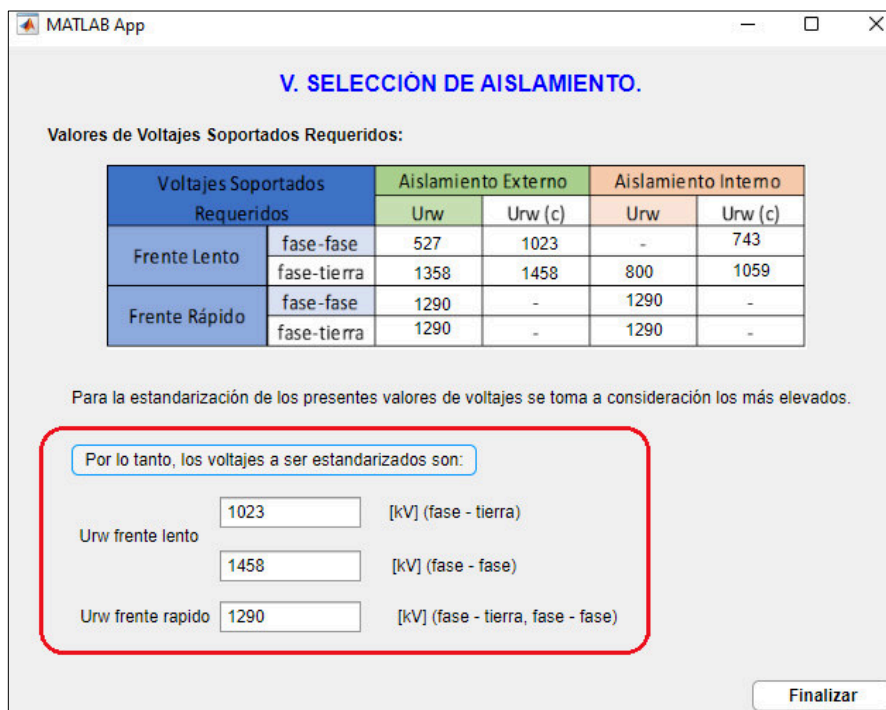 MATLAB App
V. SELECCIÓN DE AISLAMIENTO.
Valores de Voltajes Soportados Requeridos:
Voltajes Soportados Requeridos Aislamiento Externo Aislamiento Interno
Urw Urw (c) Urw Urw (c)
Frente Lento fase-fase 527 1023 - 743
fase-tierra 1358 1458 800 1059
Frente Rápido fase-fase 1290 - 1290 -
fase-tierra 1290 - 1290 -
Para la estandarización de los presentes valores de voltajes se toma a consideración los más elevados.
Por lo tanto, los voltajes a ser estandarizados son:
Urw frente lento 1023 [kV] (fase - tierra)
1458 [kV] (fase - fase)
Urw frente rapido 1290 [kV] (fase - tierra, fase - fase)
Finalizar